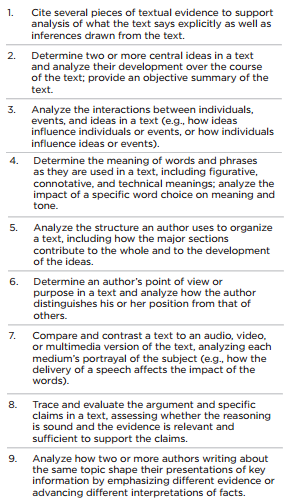 1. Cite several pieces of textual evidence to support
analysis of what the text says explicitly as well as
inferences drawn from the text.
2. Determine two or more central ideas in a text
and analyze their development over the course
of the text; provide an objective summary of the
text.
3. Analyze the interactions between individuals,
events, and ideas in a text (e.g., how ideas
influence individuals or events, or how individuals
influence ideas or events).
4. Determine the meaning of words and phrases
as they are used in a text, including figurative,
connotative, and technical meanings; analyze the
impact of a specific word choice on meaning and
tone.
5. Analyze the structure an author uses to organize
a text, including how the major sections
contribute to the whole and to the development
of the ideas.
6. Determine an author's point of view or
purpose in a text and analyze how the author
distinguishes his or her position from that of
others.
7. Compare and contrast a text to an audio, video,
or multimedia version of the text, analyzing each
medium's portrayal of the subject (e.g., how the
delivery of a speech affects the impact of the
words).
8. Trace and evaluate the argument and specific
claims in a text, assessing whether the reasoning
is sound and the evidence is relevant and
sufficient to support the claims.
9. Analyze how two or more authors writing about
the same topic shape their presentations of key
information by emphasizing different evidence or
advancing different interpretations of facts.